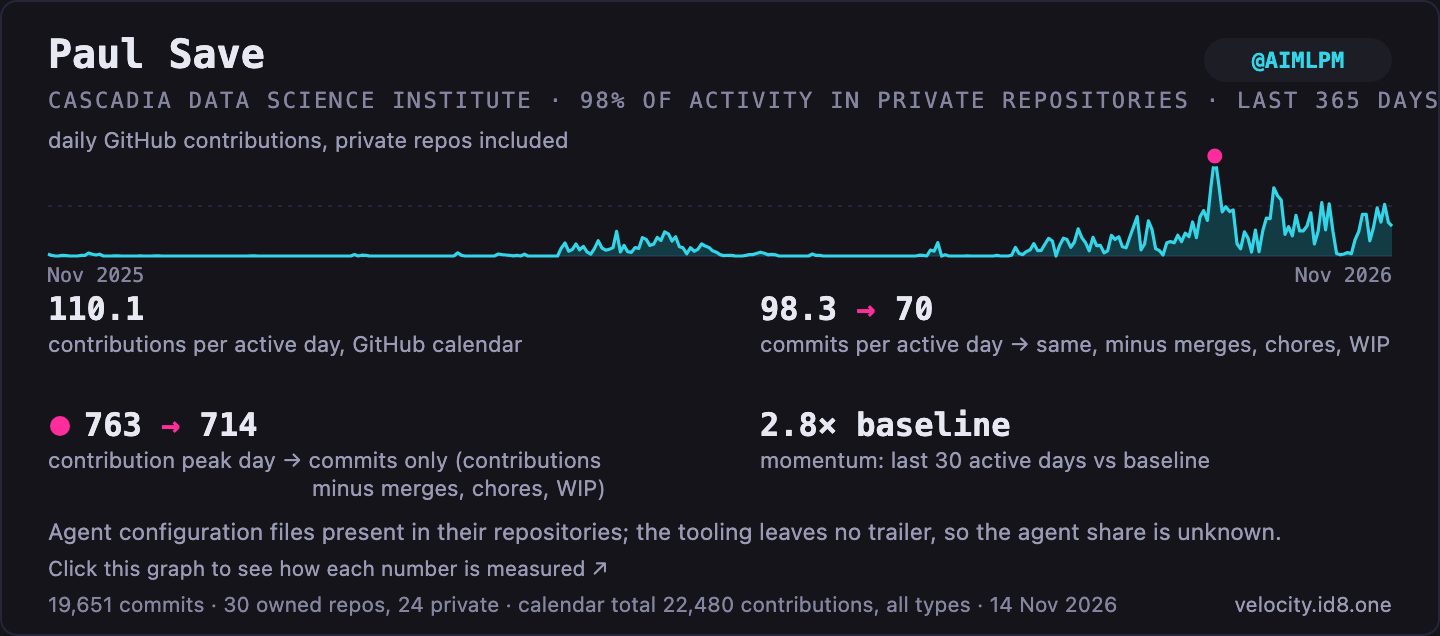 Paul Save
@AIMLPM
CASCADIA DATA SCIENCE INSTITUTE · 98% OF ACTIVITY IN PRIVATE REPOSITORIES · LAST 365 DAYS
daily GitHub contributions, private repos included
Nov 2025
Nov 2026
110.1
contributions per active day, GitHub calendar
98.3 → 70
commits per active day → same, minus merges, chores, WIP
763 → 714
contribution peak day → commits only (contributions
minus merges, chores, WIP)
2.8× baseline
momentum: last 30 active days vs baseline
Agent configuration files present in their repositories; the tooling leaves no trailer, so the agent share is unknown.
Click this graph to see how each number is measured ↗
19,651 commits · 30 owned repos, 24 private · calendar total 22,480 contributions, all types · 14 Nov 2026
velocity.id8.one